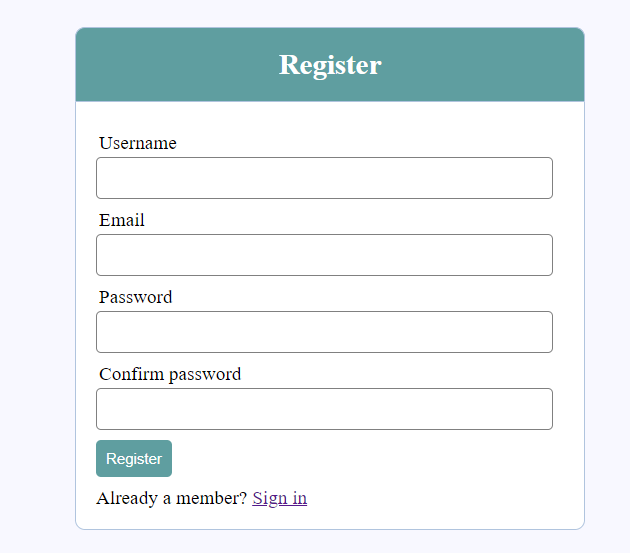 Register
Username
Email
Password
Confirm password
Register
Already a member? Sign in